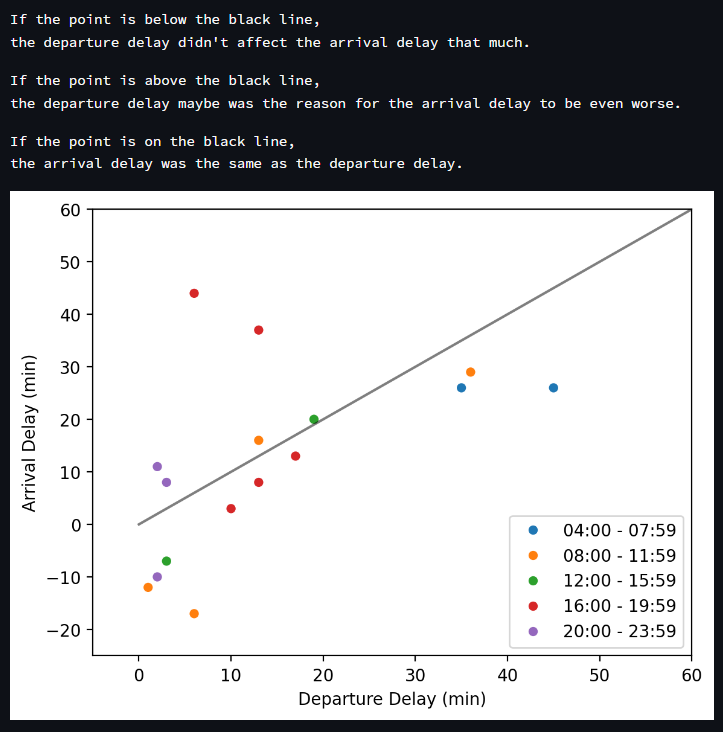 If the point is below the black line,
the departure delay didn't affect the arrival delay that much.
If the point is above the black line,
the departure delay maybe was the reason for the arrival delay to be even worse.
If the point is on the black line,
the arrival delay was the same as the departure delay.
60
50
40
30
20
10
0
−10
−20
Arrival Delay (min)
04:00 - 07:59
08:00 - 11:59
12:00 - 15:59
16:00 - 19:59
20:00 - 23:59
0 10 20 30 40 50 60
Departure Delay (min)